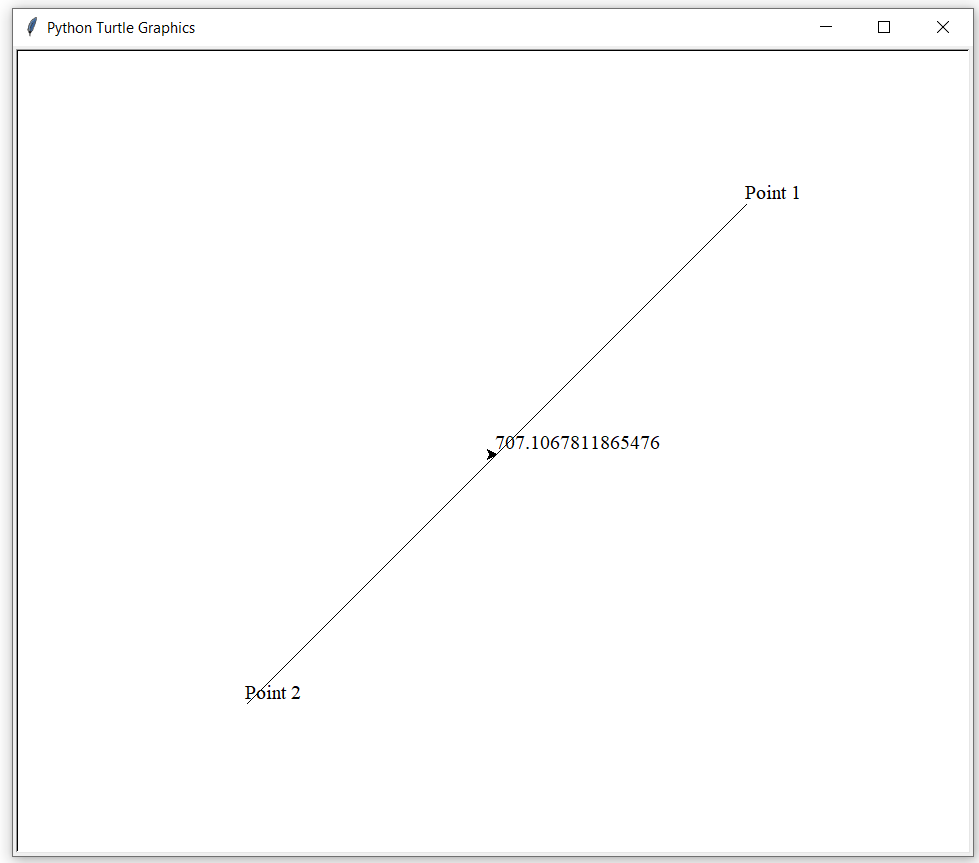 Python Turtle Graphics
Point 1
707.1067811865476
Point 2